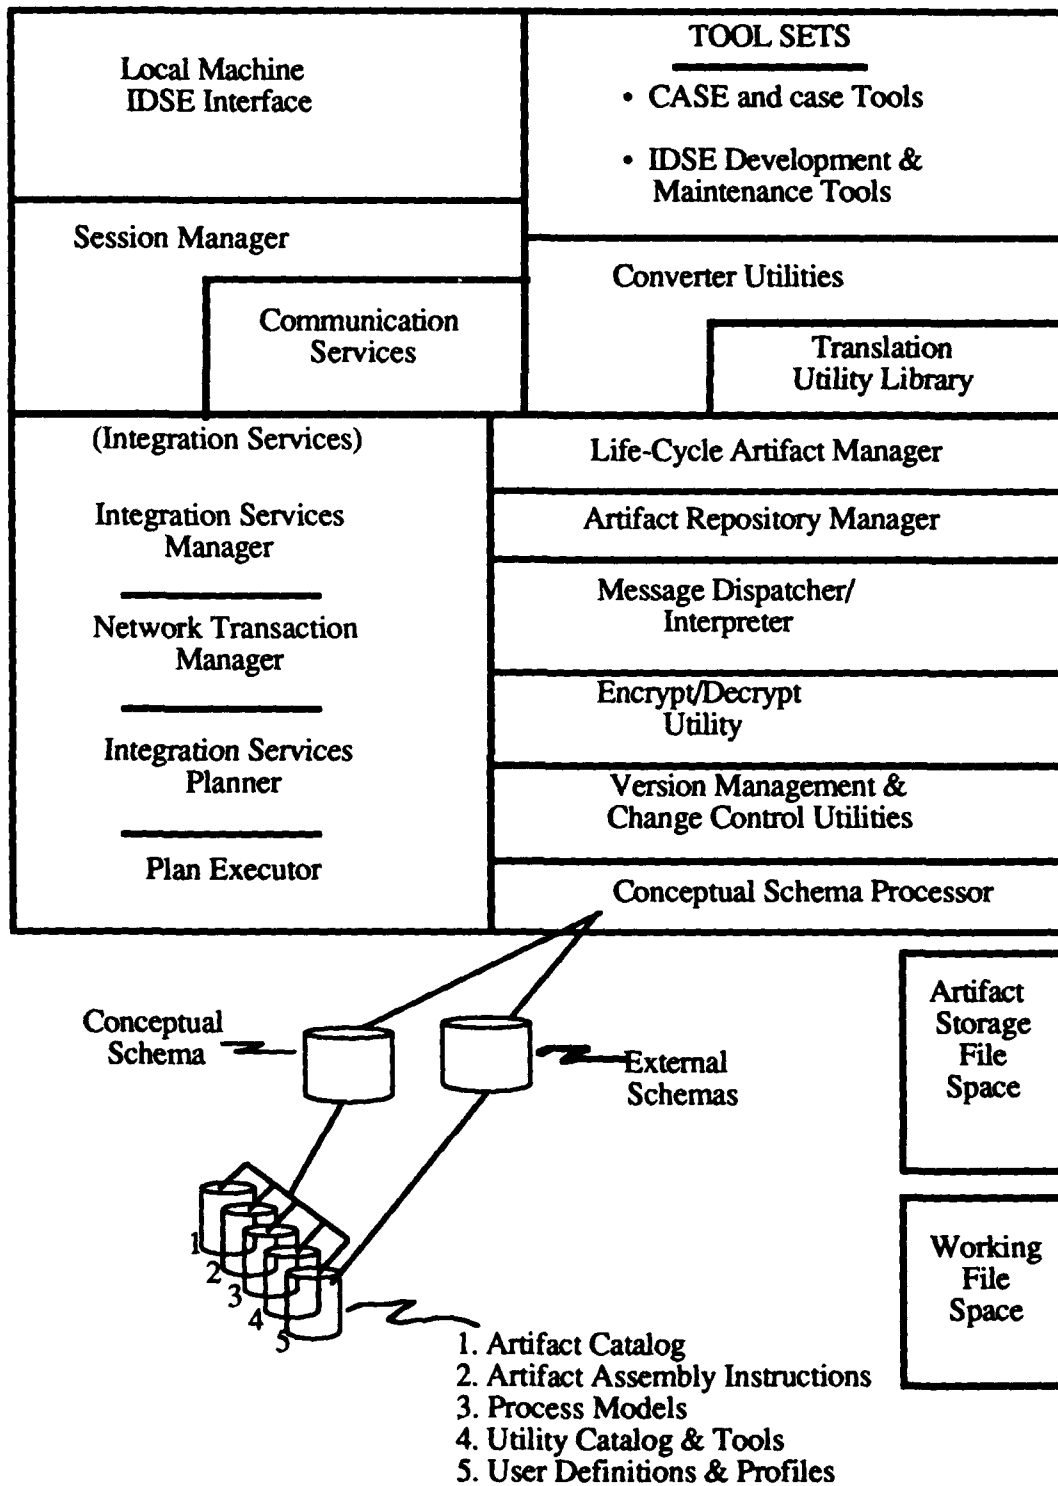 Local Machine
IDSE Interface
TOOL SETS
• CASE and case Tools
• IDSE Development &
Maintenance Tools
Session Manager
Communication
Services
Converter Utilities
Translation
Utility Library
(Integration Services)
Integration Services
Manager
Network Transaction
Manager
Integration Services
Planner
Plan Executor
Life-Cycle Artifact Manager
Artifact Repository Manager
Message Dispatcher/
Interpreter
Encrypt/Decrypt
Utility
Version Management &
Change Control Utilities
Conceptual Schema Processor
Conceptual
Schema
External
Schemas
Artifact
Storage
File
Space
Working
File
Space
1
2
3
4
5
1. Artifact Catalog
2. Artifact Assembly Instructions
3. Process Models
4. Utility Catalog & Tools
5. User Definitions & Profiles